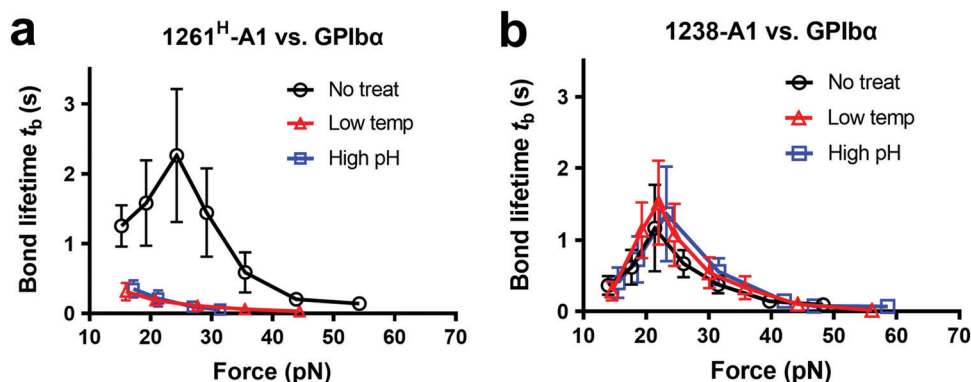 a
1261ᴴ-A1 vs. GPIbα
Bond lifetime t_b (s)
3
2
1
0
No treat
Low temp
High pH
10 20 30 40 50 60 70
Force (pN)
b
1238-A1 vs. GPIbα
Bond lifetime t_b (s)
3
2
1
0
No treat
Low temp
High pH
10 20 30 40 50 60 70
Force (pN)